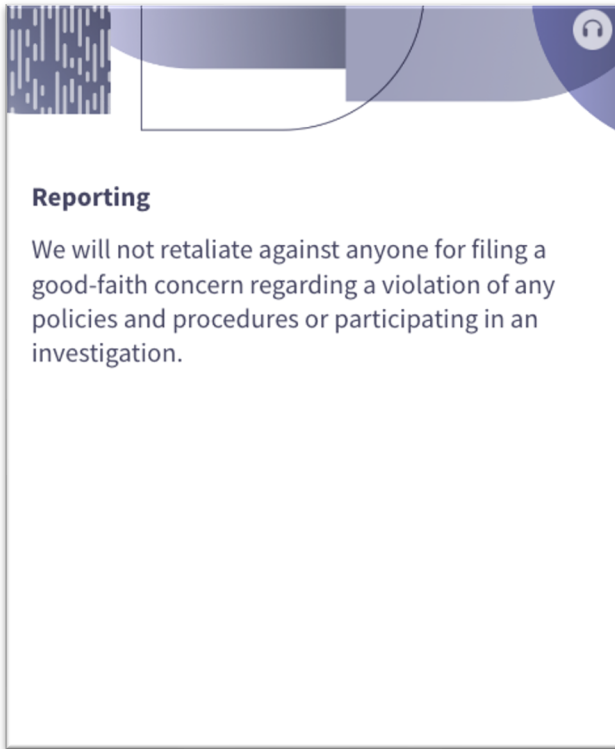 Reporting
We will not retaliate against anyone for filing a
good-faith concern regarding a violation of any
policies and procedures or participating in an
investigation.